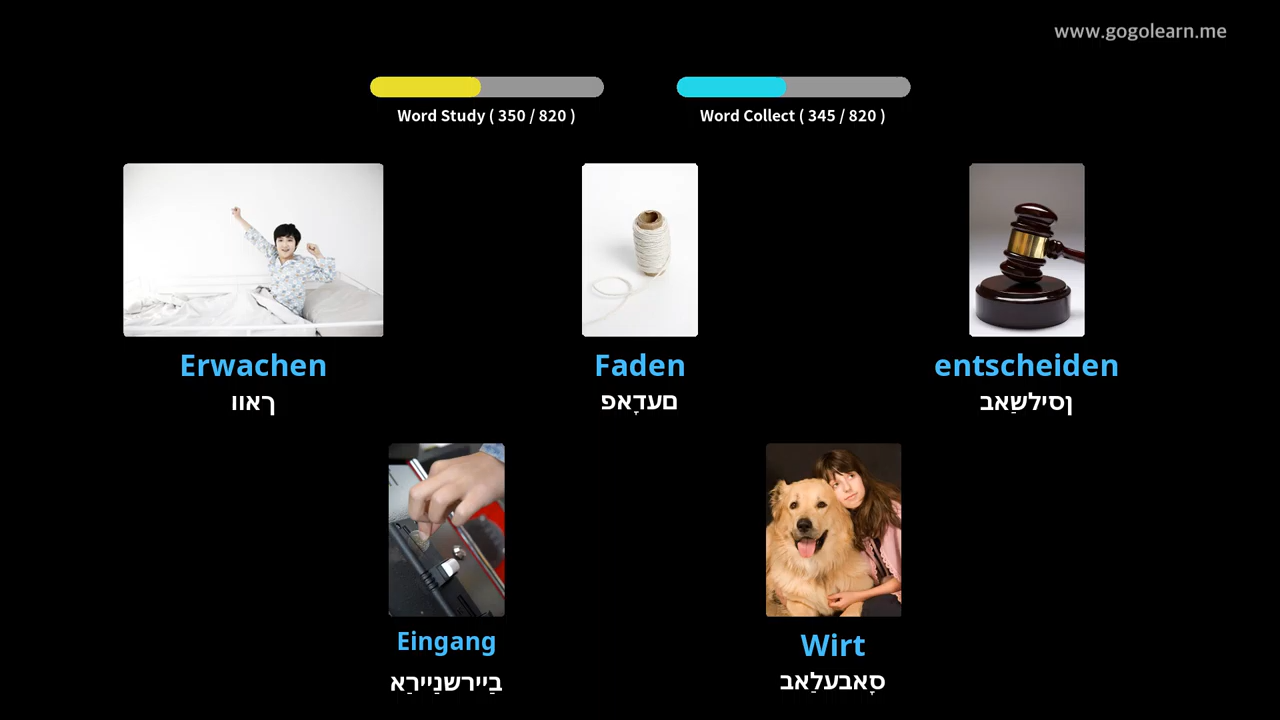 www.gogolearn.me
Word Study ( 350 / 820 )
Word Collect ( 345 / 820 )
Erwachen
ךאוו
Faden
םעדָאפ
entscheiden
ןסילשַאב
Eingang
בַיירשנַיירַא
Wirt
סָאבעלַאב